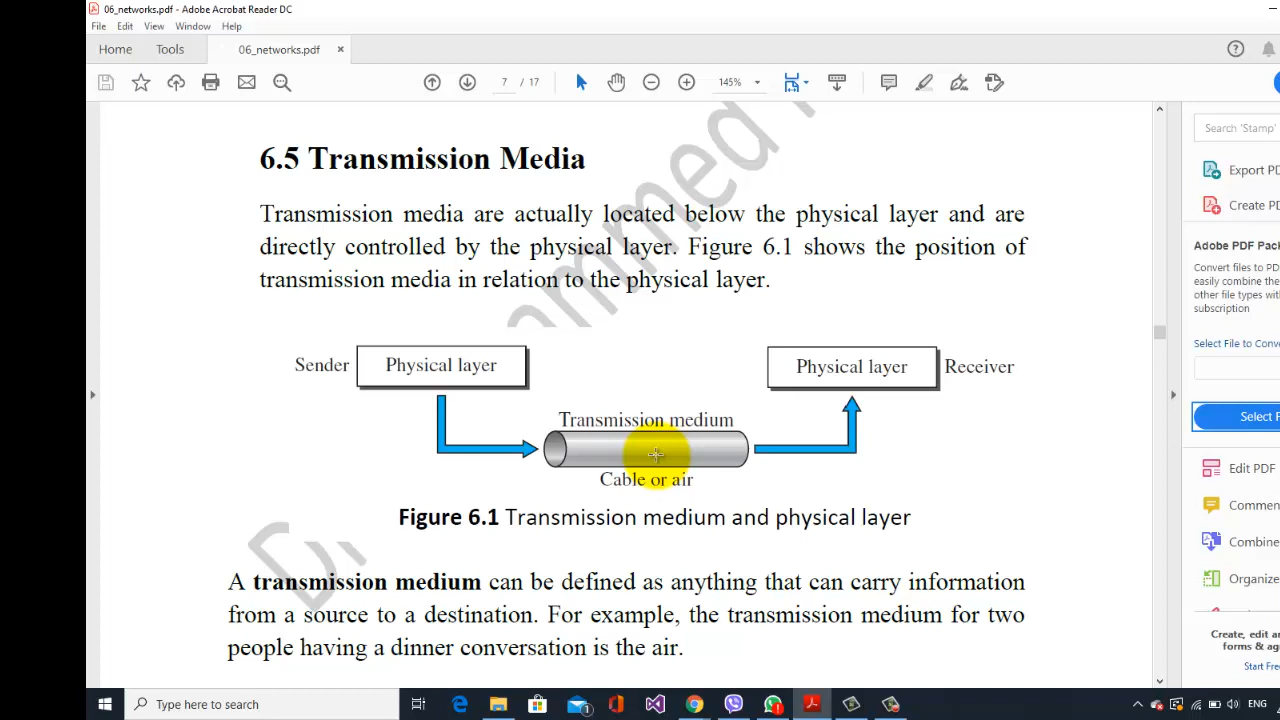 06_networks.pdf - Adobe Acrobat Reader DC
File Edit View Window Help
Home Tools 06_networks.pdf ×
7 / 17 145%
6.5 Transmission Media
Transmission media are actually located below the physical layer and are
directly controlled by the physical layer. Figure 6.1 shows the position of
transmission media in relation to the physical layer.
Sender Physical layer Physical layer Receiver
Transmission medium
Cable or air
Figure 6.1 Transmission medium and physical layer
A transmission medium can be defined as anything that can carry information
from a source to a destination. For example, the transmission medium for two
people having a dinner conversation is the air.
Search 'Stamp'
Export PD
Create PD
Adobe PDF Pack
Convert files to PD
easily combine the
other file types with
subscription
Select File to Conve
Select F
Edit PDF
Commen
Combine
Organize
Create, edit an
forms & ag
Start Free
Type here to search
1
ENG